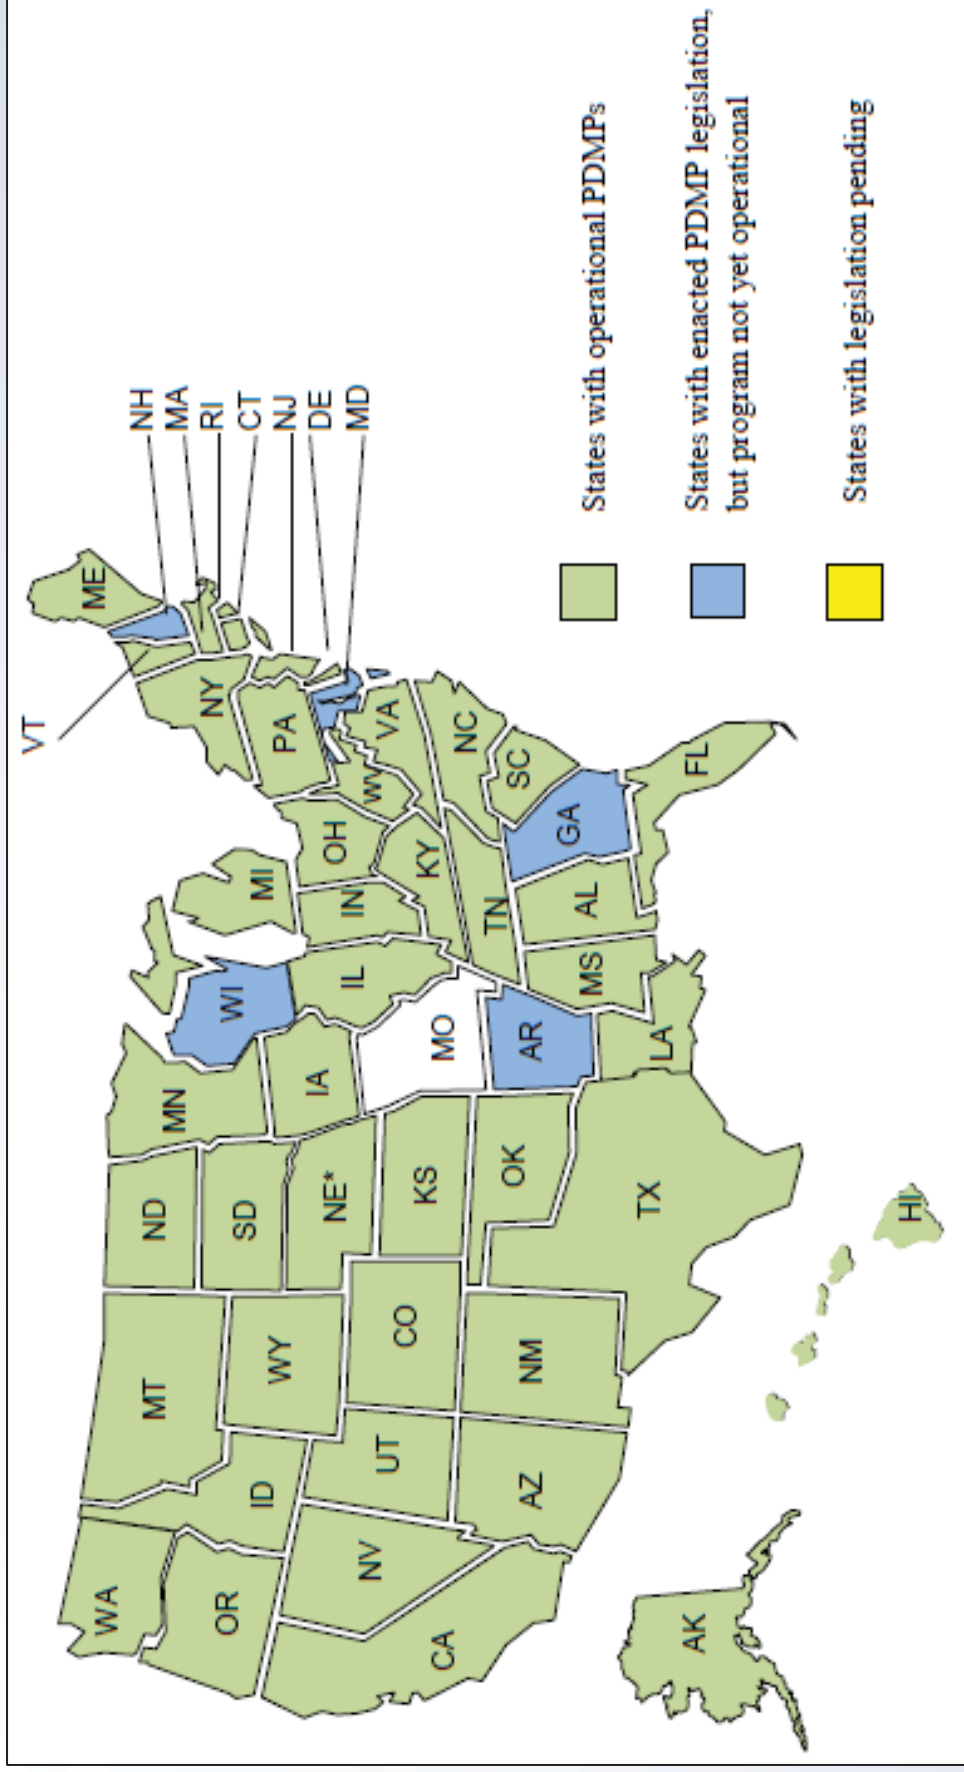 VT
ME
NH
MA
RI
CT
NJ
DE
MD
WA
MT
ND
MN
WI
MI
NY
OR
ID
WY
SD
IA
IL
IN
OH
PA
NV
UT
CO
NE*
KS
MO
KY
WV
VA
CA
AZ
NM
OK
AR
TN
NC
SC
TX
LA
MS
AL
GA
FL
AK
HI
States with operational PDMPs
States with enacted PDMP legislation,
but program not yet operational
States with legislation pending